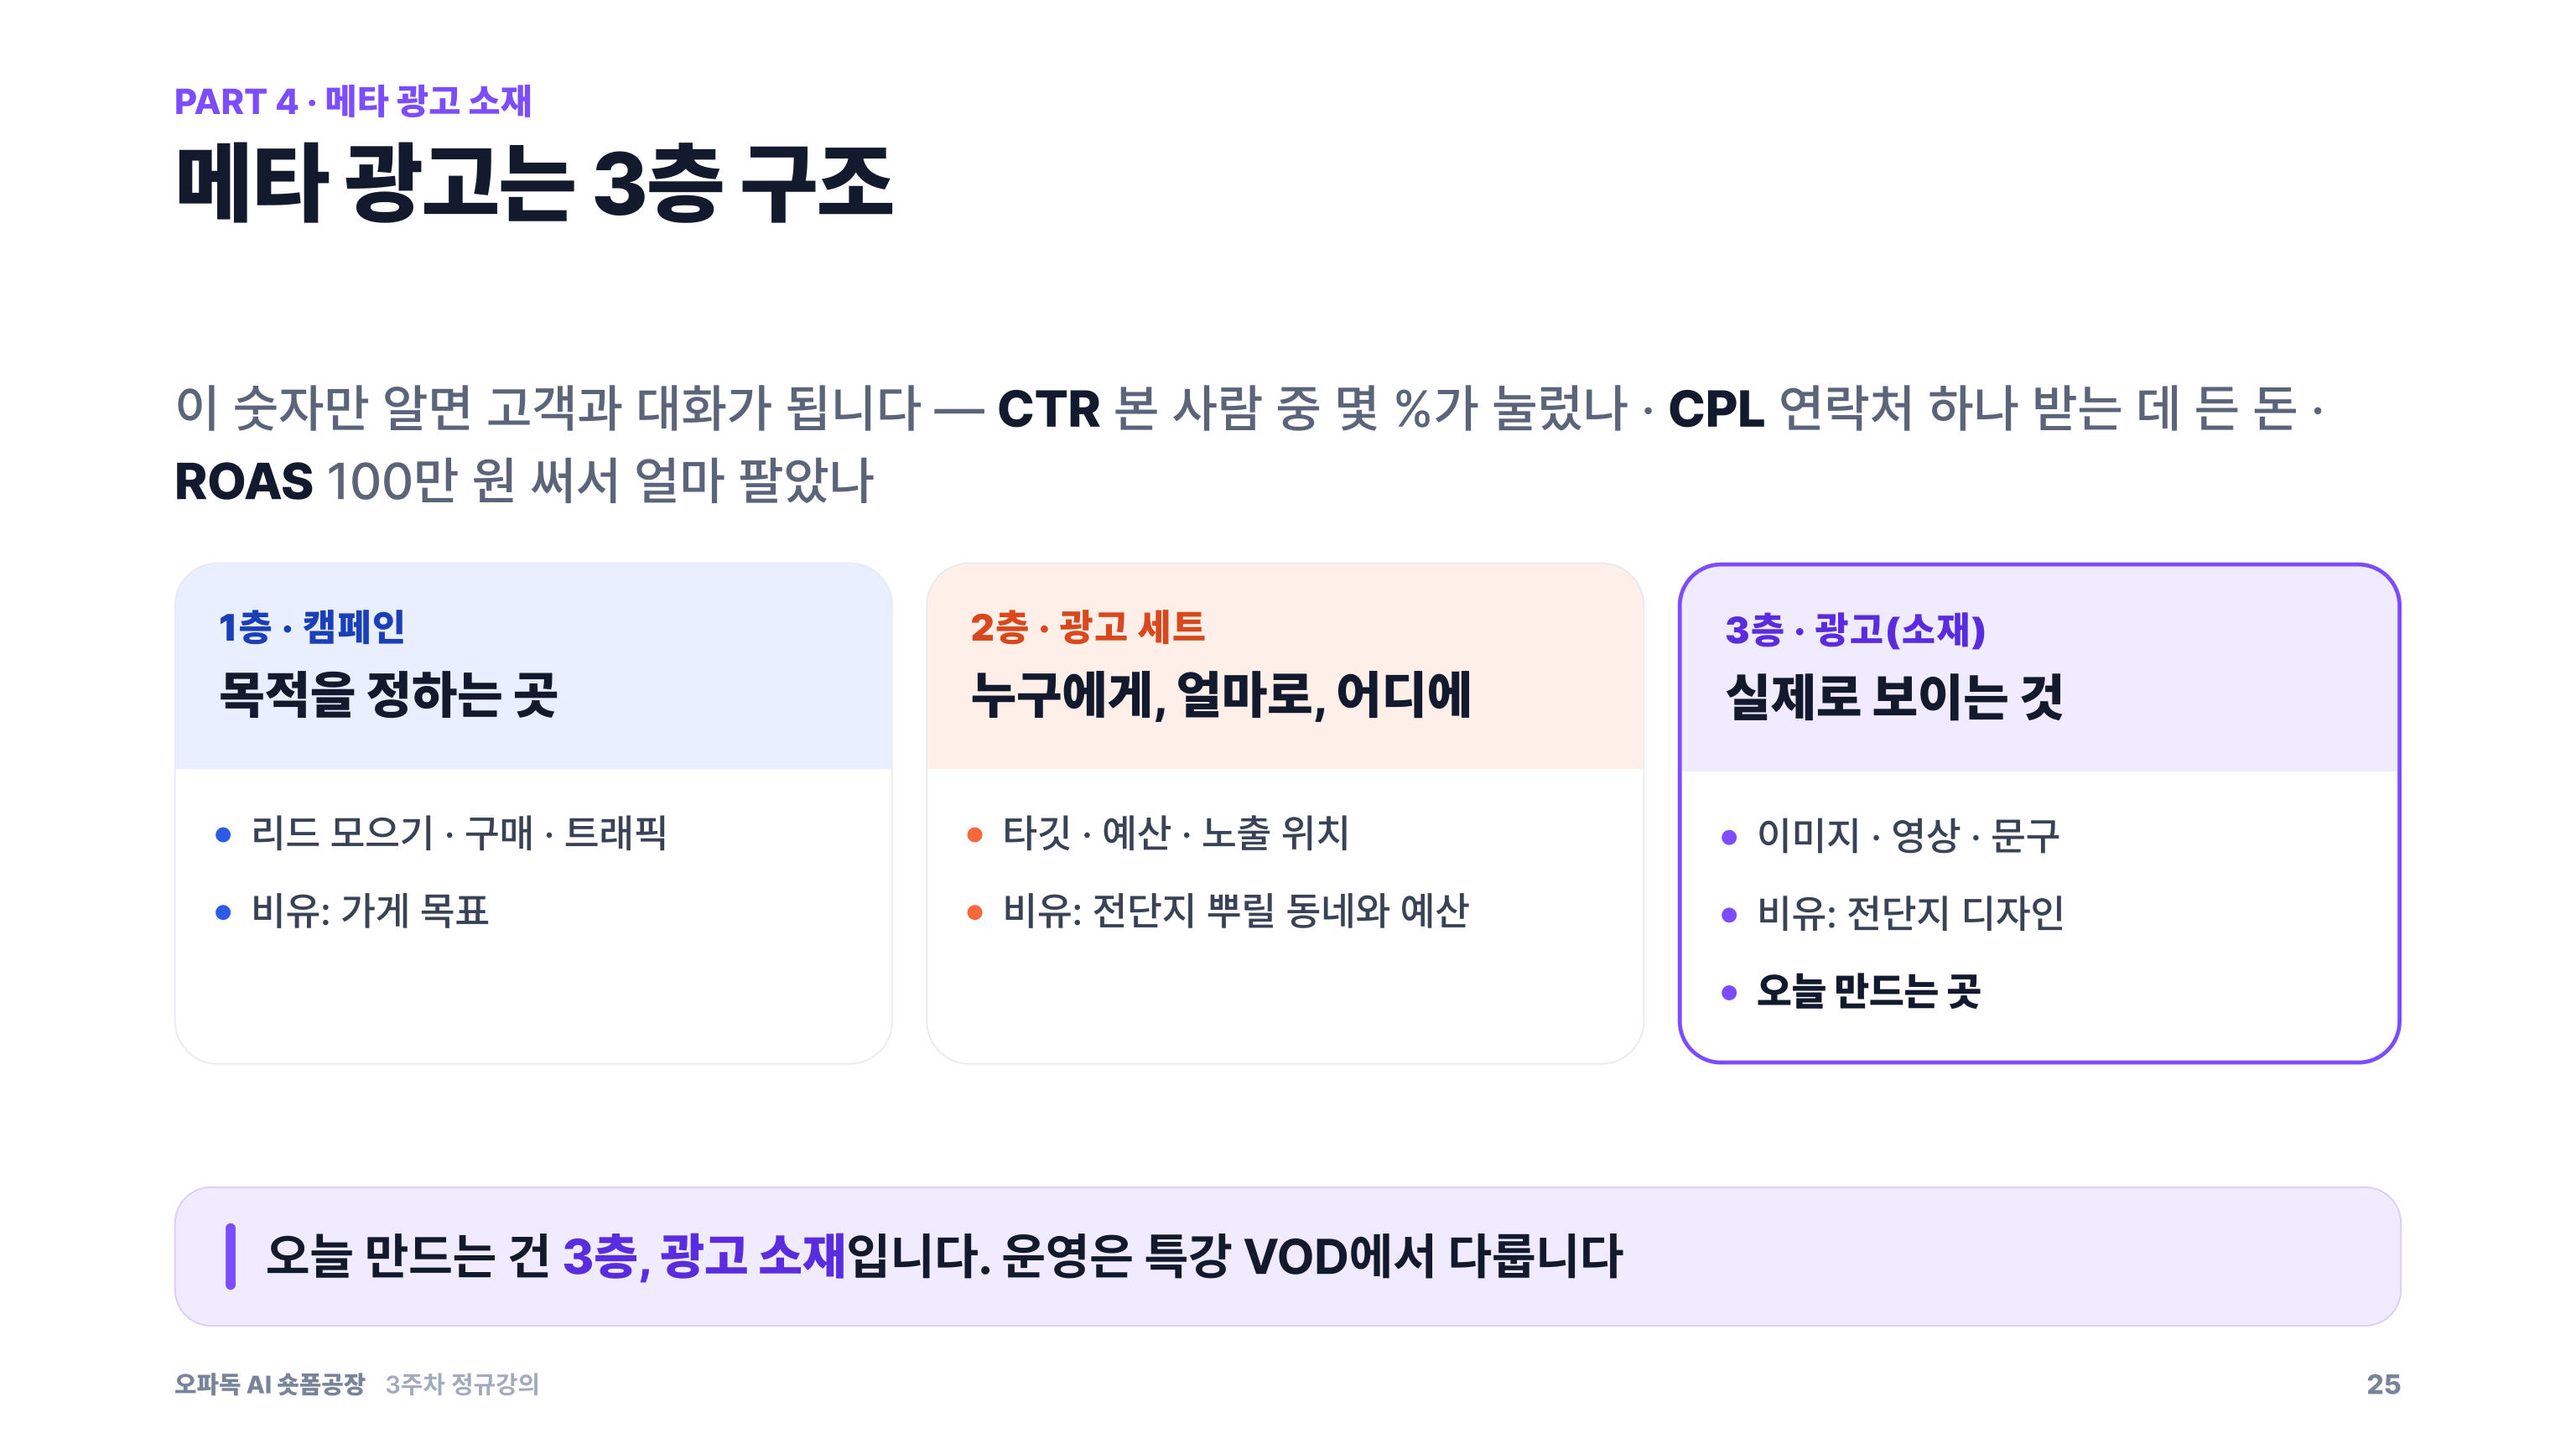 PART 4 · 메타 광고 소재
메타 광고는 3층 구조
이 숫자만 알면 고객과 대화가 됩니다 — CTR 본 사람 중 몇 %가 눌렀나 · CPL 연락처 하나 받는 데 든 돈 ·
ROAS 100만 원 써서 얼마 팔았나
1층 · 캠페인
목적을 정하는 곳
리드 모으기 · 구매 · 트래픽
비유: 가게 목표
2층 · 광고 세트
누구에게, 얼마로, 어디에
타깃 · 예산 · 노출 위치
비유: 전단지 뿌릴 동네와 예산
3층 · 광고(소재)
실제로 보이는 것
이미지 · 영상 · 문구
비유: 전단지 디자인
오늘 만드는 곳
오늘 만드는 건 3층, 광고 소재입니다. 운영은 특강 VOD에서 다룹니다
오파독 AI 숏폼공장 3주차 정규강의
25